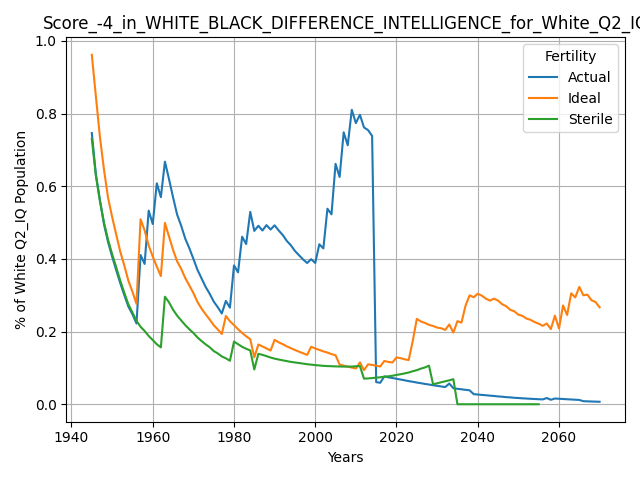 Score_-4_in_WHITE_BLACK_DIFFERENCE_INTELLIGENCE_for_White_Q2_IQ
Fertility
Actual
Ideal
Sterile
% of White Q2_IQ Population
1.0
0.8
0.6
0.4
0.2
0.0
1940 1960 1980 2000 2020 2040 2060
Years